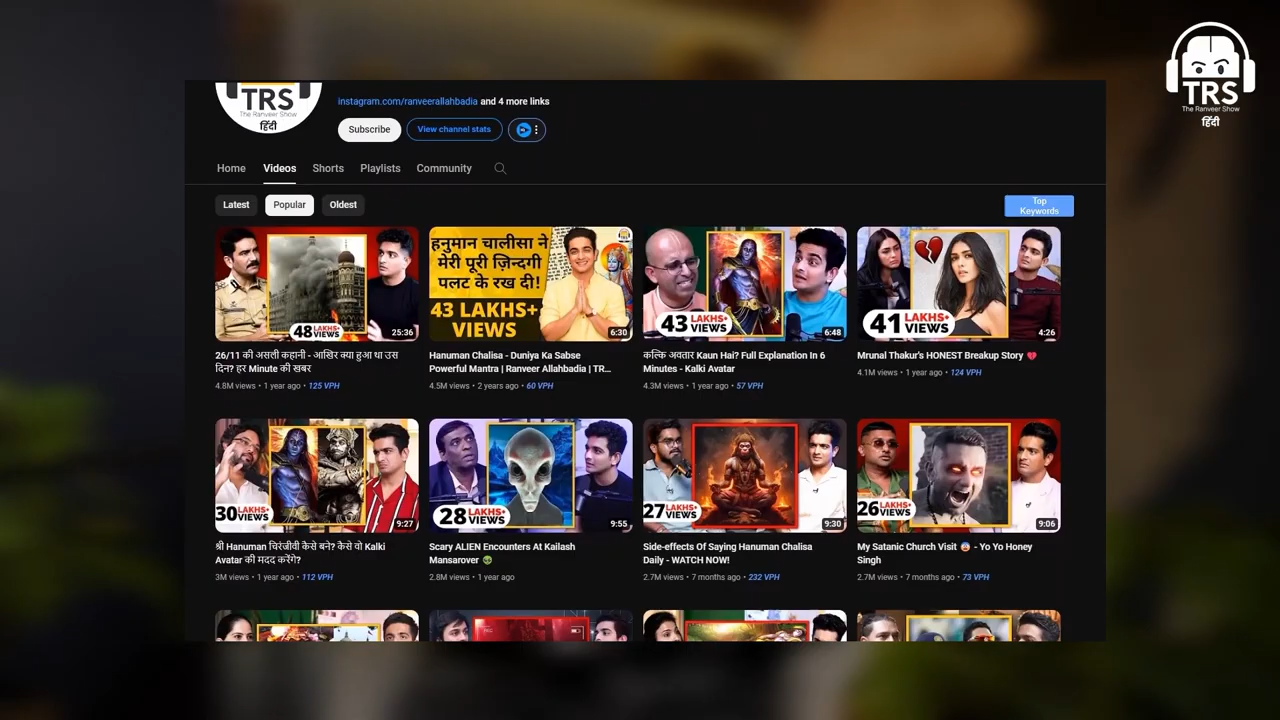 TRS
The Ranveer Show
हिंदी
TRS
The Ranveer Show
हिंदी
instagram.com/ranveerallahbadia and 4 more links
Subscribe
View channel stats
Home
Videos
Shorts
Playlists
Community
Latest
Popular
Oldest
Top
Keywords
48 LAKHS+
VIEWS
25:36
हनुमान चालीसा ने
मेरी पूरी ज़िन्दगी
पलट के रख दी!
43 LAKHS+
VIEWS
6:30
43 LAKHS+
VIEWS
6:48
41 LAKHS+
VIEWS
4:26
26/11 की असली कहानी - आखिर क्या हुआ था उस
दिन? हर Minute की खबर
4.8M views • 1 year ago • 125 VPH
Hanuman Chalisa - Duniya Ka Sabse
Powerful Mantra | Ranveer Allahbadia | TR...
4.5M views • 2 years ago • 60 VPH
कल्कि अवतार Kaun Hai? Full Explanation In 6
Minutes - Kalki Avatar
4.3M views • 1 year ago • 57 VPH
Mrunal Thakur's HONEST Breakup Story 💔
4.1M views • 1 year ago • 124 VPH
30 LAKHS+
VIEWS
9:27
28 LAKHS+
VIEWS
9:55
27 LAKHS+
VIEWS
9:30
26 LAKHS+
VIEWS
9:06
श्री Hanuman चिरंजीवी कैसे बने? कैसे वो Kalki
Avatar की मदद करेंगे?
3M views • 1 year ago • 112 VPH
Scary ALIEN Encounters At Kailash
Mansarover 👽
2.8M views • 1 year ago
Side-effects Of Saying Hanuman Chalisa
Daily - WATCH NOW!
2.7M views • 7 months ago • 232 VPH
My Satanic Church Visit 😱 - Yo Yo Honey
Singh
2.7M views • 7 months ago • 73 VPH